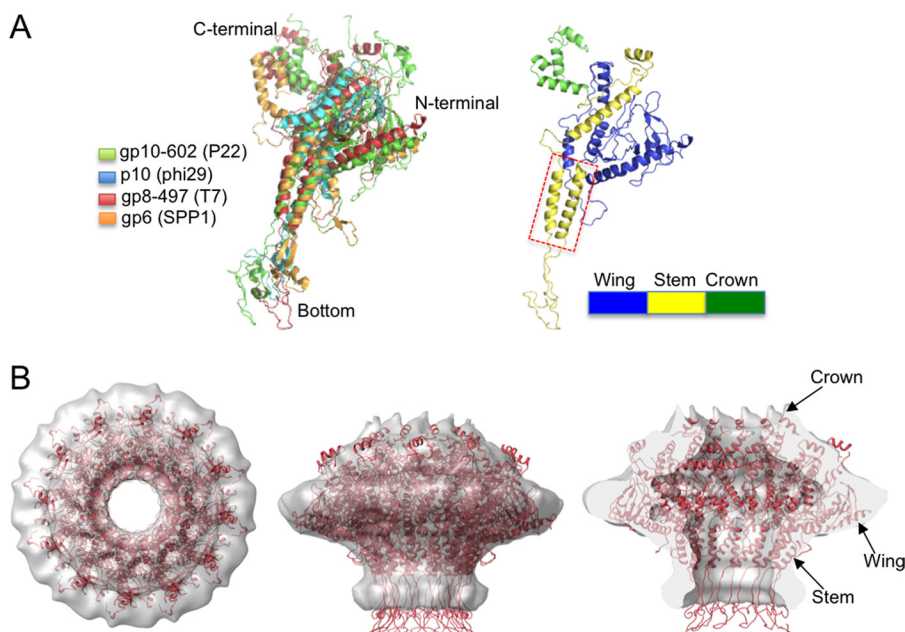 A
C-terminal
N-terminal
gp10-602 (P22)
p10 (phi29)
gp8-497 (T7)
gp6 (SPP1)
Bottom
Wing Stem Crown
B
Crown
Wing
Stem